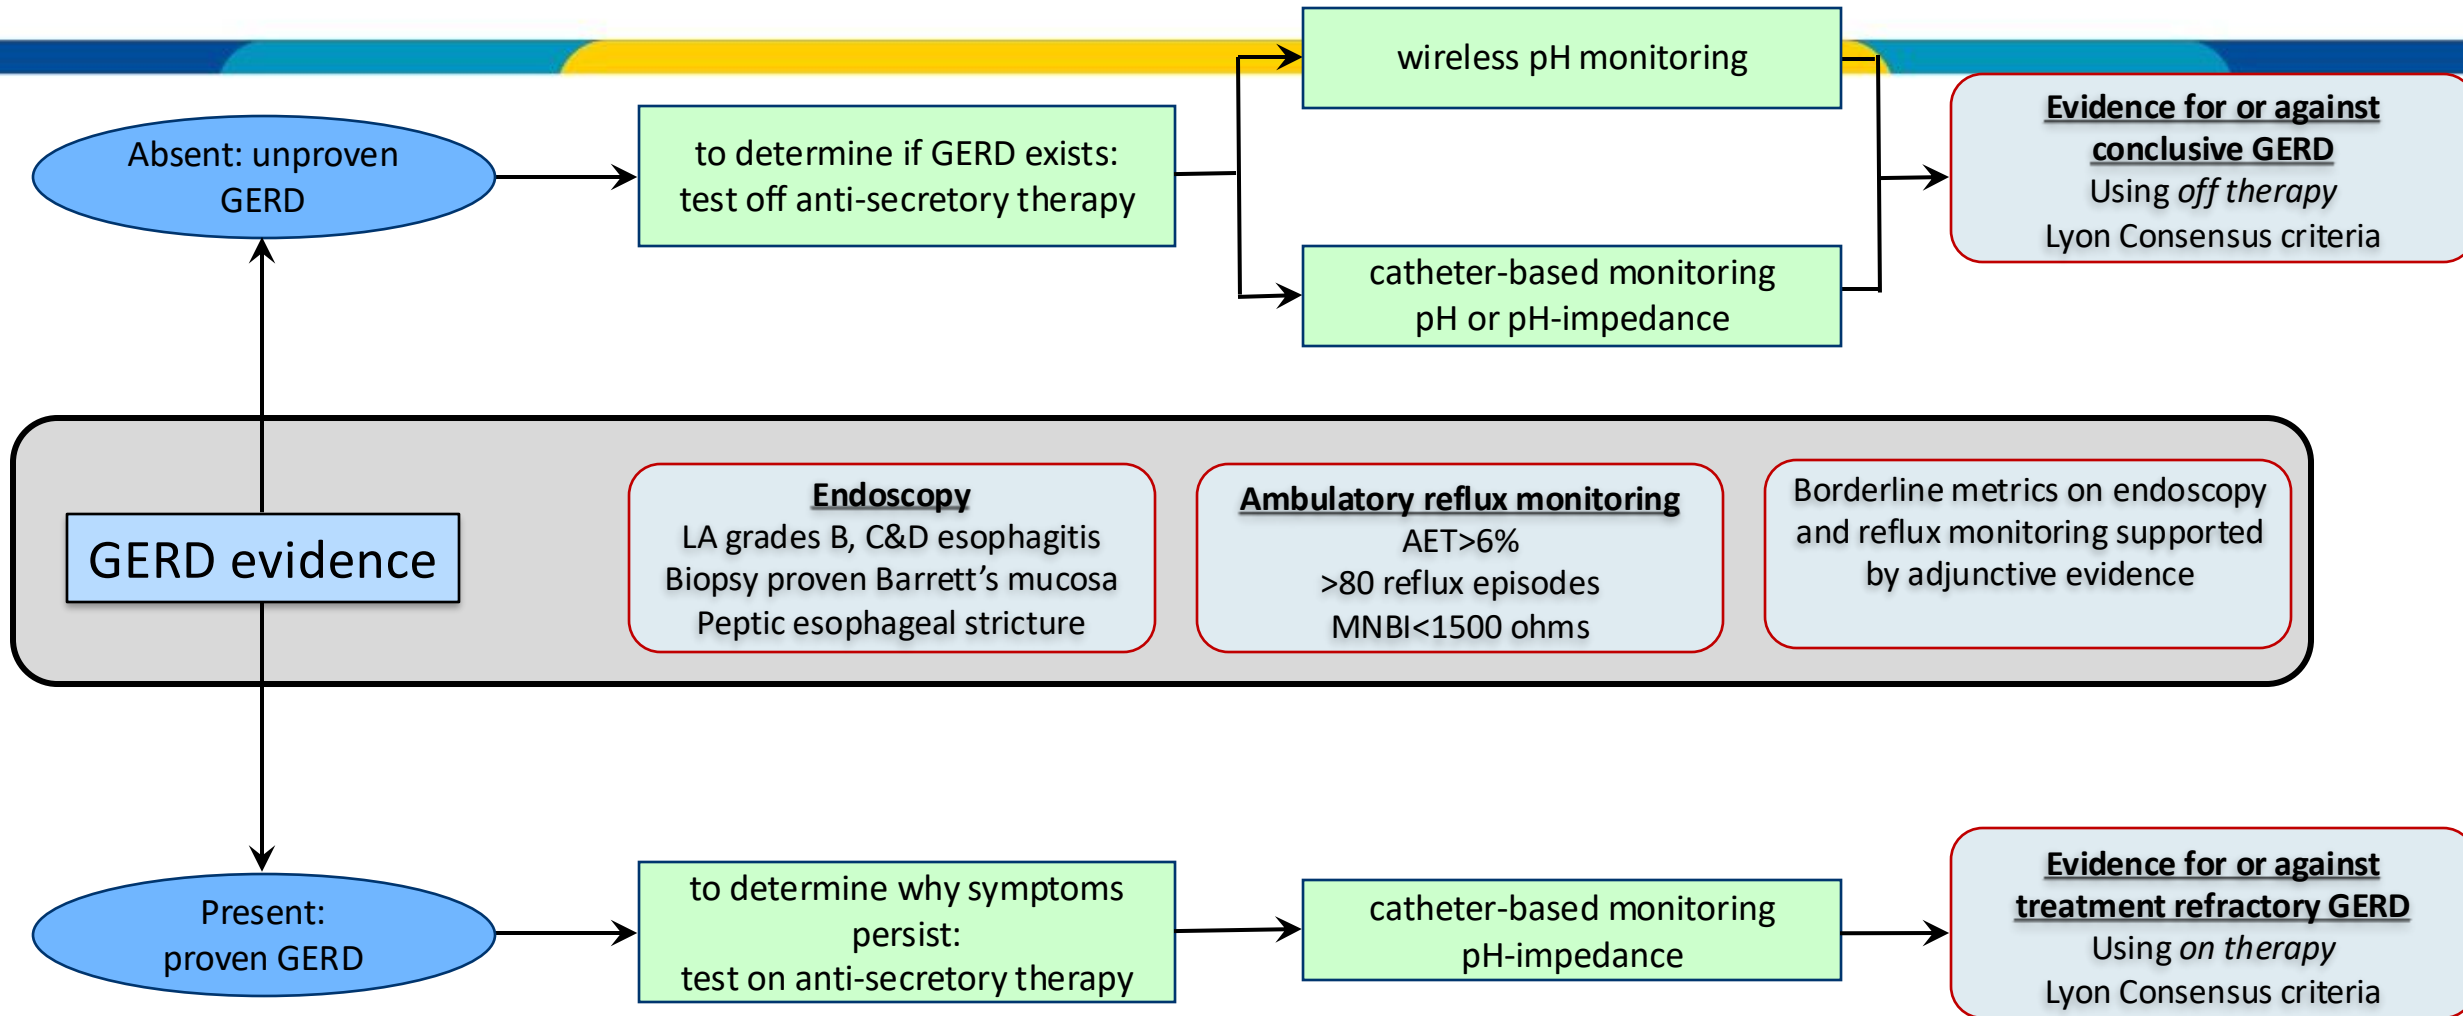 wireless pH monitoring
Absent: unproven
GERD
to determine if GERD exists:
test off anti-secretory therapy
catheter-based monitoring
pH or pH-impedance
Evidence for or against
conclusive GERD
Using off therapy
Lyon Consensus criteria
GERD evidence
Endoscopy
LA grades B, C&D esophagitis
Biopsy proven Barrett’s mucosa
Peptic esophageal stricture
Ambulatory reflux monitoring
AET>6%
>80 reflux episodes
MNBI<1500 ohms
Borderline metrics on endoscopy
and reflux monitoring supported
by adjunctive evidence
Present:
proven GERD
to determine why symptoms
persist:
test on anti-secretory therapy
catheter-based monitoring
pH-impedance
Evidence for or against
treatment refractory GERD
Using on therapy
Lyon Consensus criteria